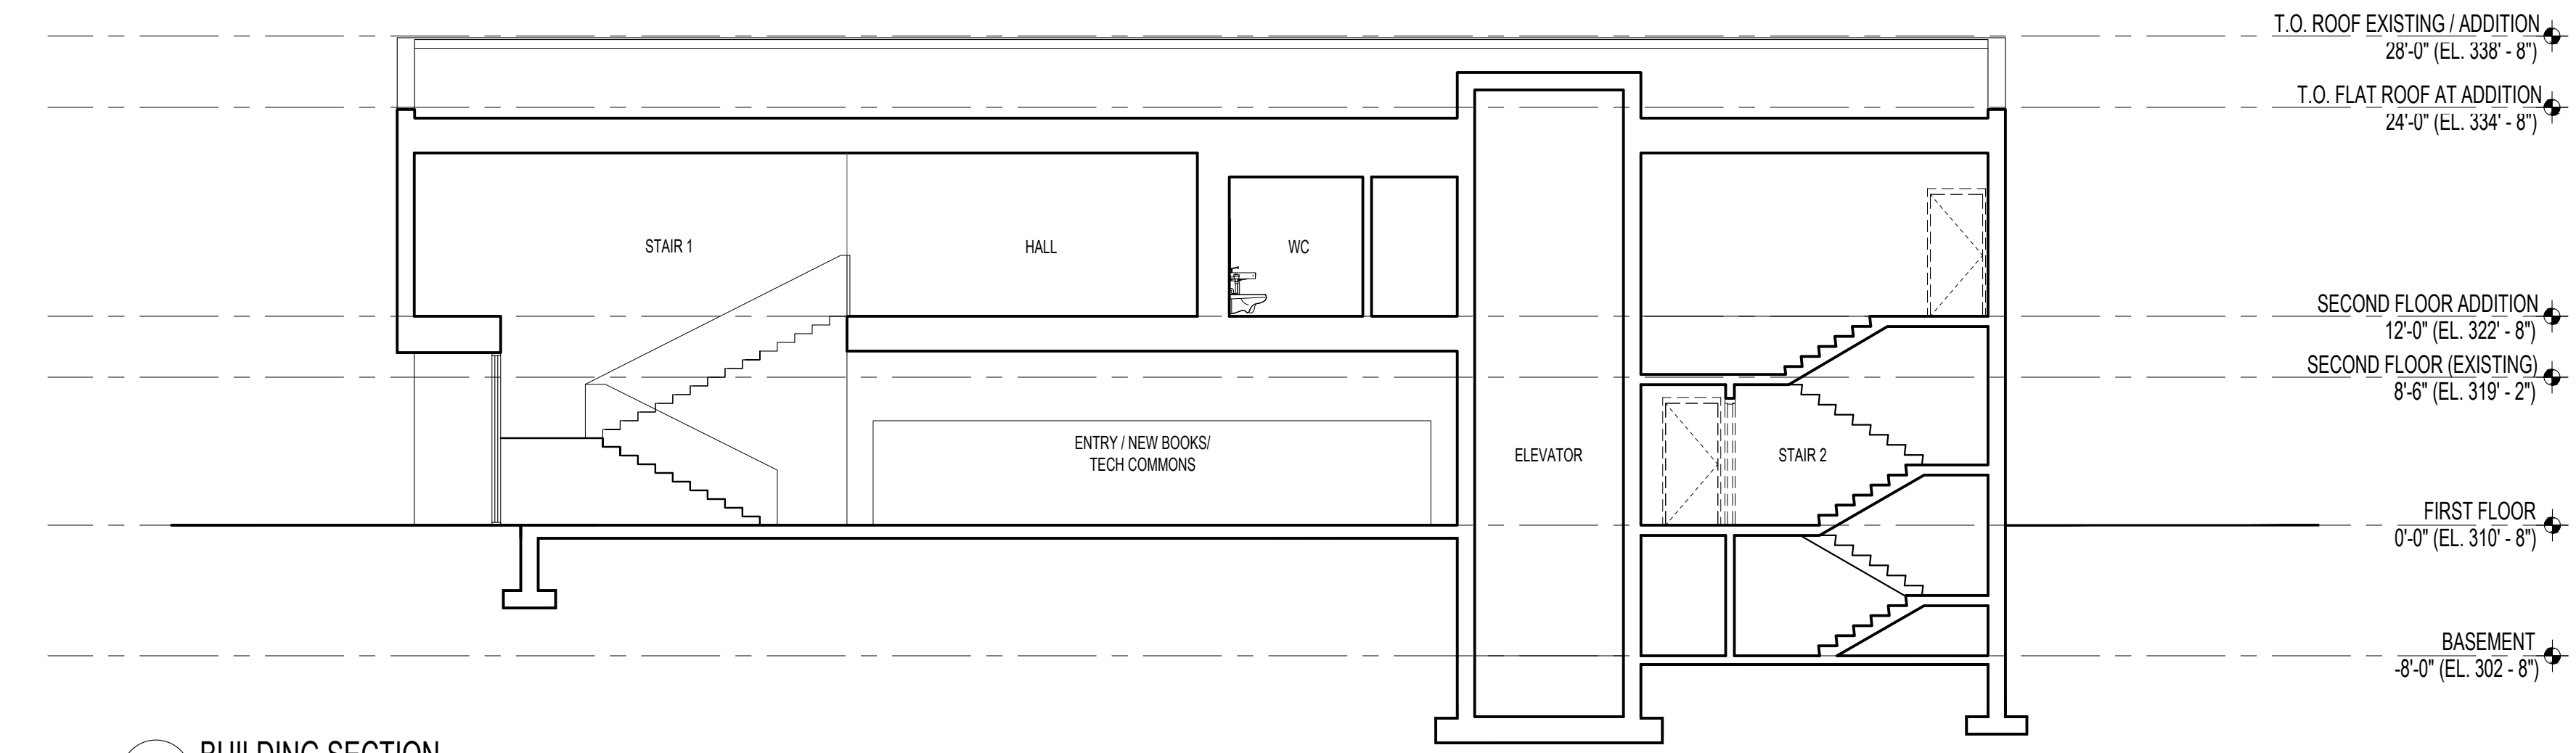 T.O. ROOF EXISTING / ADDITION
28'-0" (EL. 338' - 8")
T.O. FLAT ROOF AT ADDITION
24'-0" (EL. 334' - 8")
STAIR 1
HALL
WC
SECOND FLOOR ADDITION
12'-0" (EL. 322' - 8")
SECOND FLOOR (EXISTING)
8'-6" (EL. 319' - 2")
ENTRY / NEW BOOKS/
TECH COMMONS
ELEVATOR
STAIR 2
FIRST FLOOR
0'-0" (EL. 310' - 8")
BASEMENT
-8'-0" (EL. 302 - 8")
BUILDING SECTION